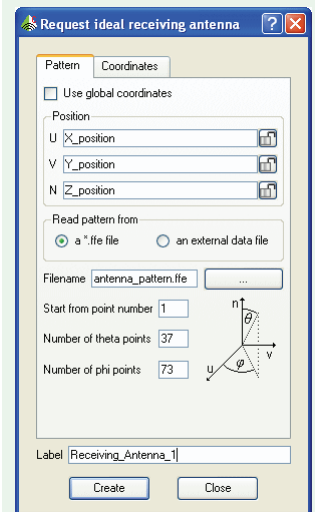 Request ideal receiving antenna
Pattern Coordinates
Use global coordinates
Position
U X_position
V Y_position
N Z_position
Read pattern from
a *.ffe file an external data file
Filename antenna_pattern.ffe ...
Start from point number 1
Number of theta points 37
Number of phi points 73
n
θ
v
u φ
Label Receiving_Antenna_1
Create Close